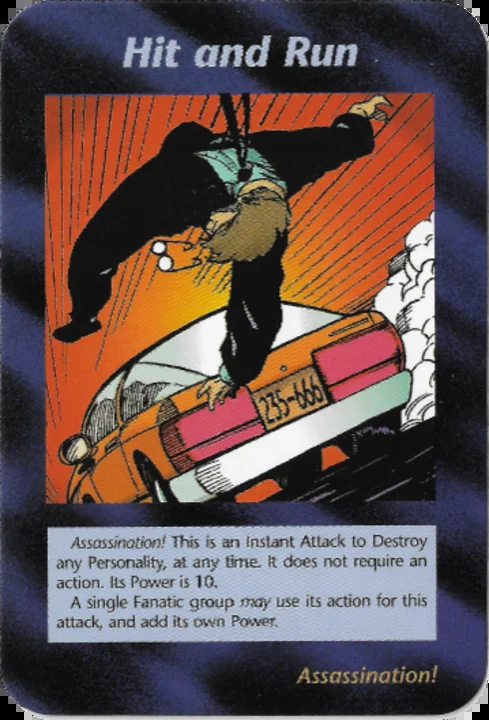 Hit and Run
235-666
Assassination! This is an Instant Attack to Destroy
any Personality, at any time. It does not require an
action. Its Power is 10.
A single Fanatic group may use its action for this
attack, and add its own Power.
Assassination!